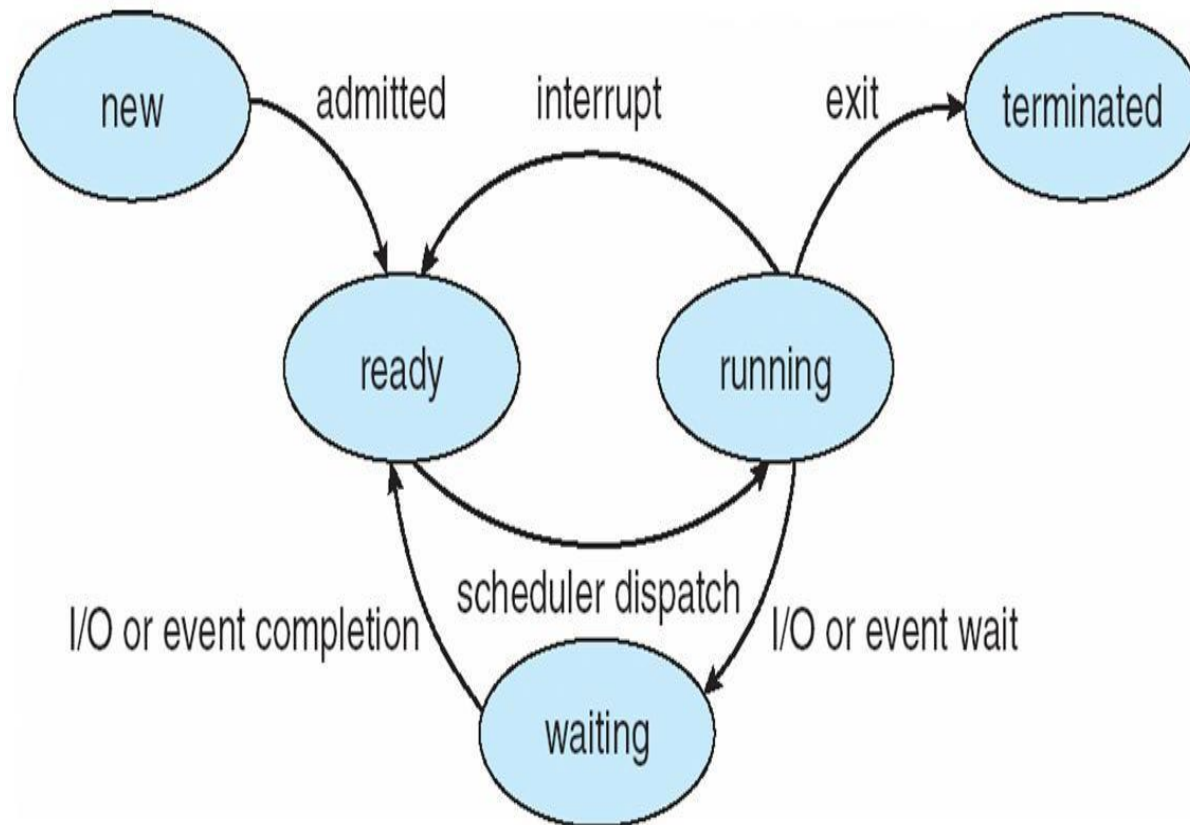 new
admitted
interrupt
exit
terminated
ready
running
I/O or event completion
scheduler dispatch
I/O or event wait
waiting